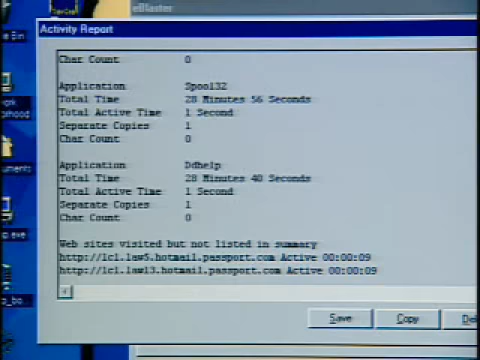 eBlaster
Activity Report
Char Count 0
Application Spool32
Total Time 28 Minutes 56 Seconds
Total Active Time 1 Second
Separate Copies 1
Char Count 0
Application Ddhelp
Total Time 28 Minutes 40 Seconds
Total Active Time 1 Second
Separate Copies 1
Char Count 0
Web sites visited but not listed in summary
http://lc1.law5.hotmail.passport.com Active 00:00:09
http://lc1.law13.hotmail.passport.com Active 00:00:09
Save Copy